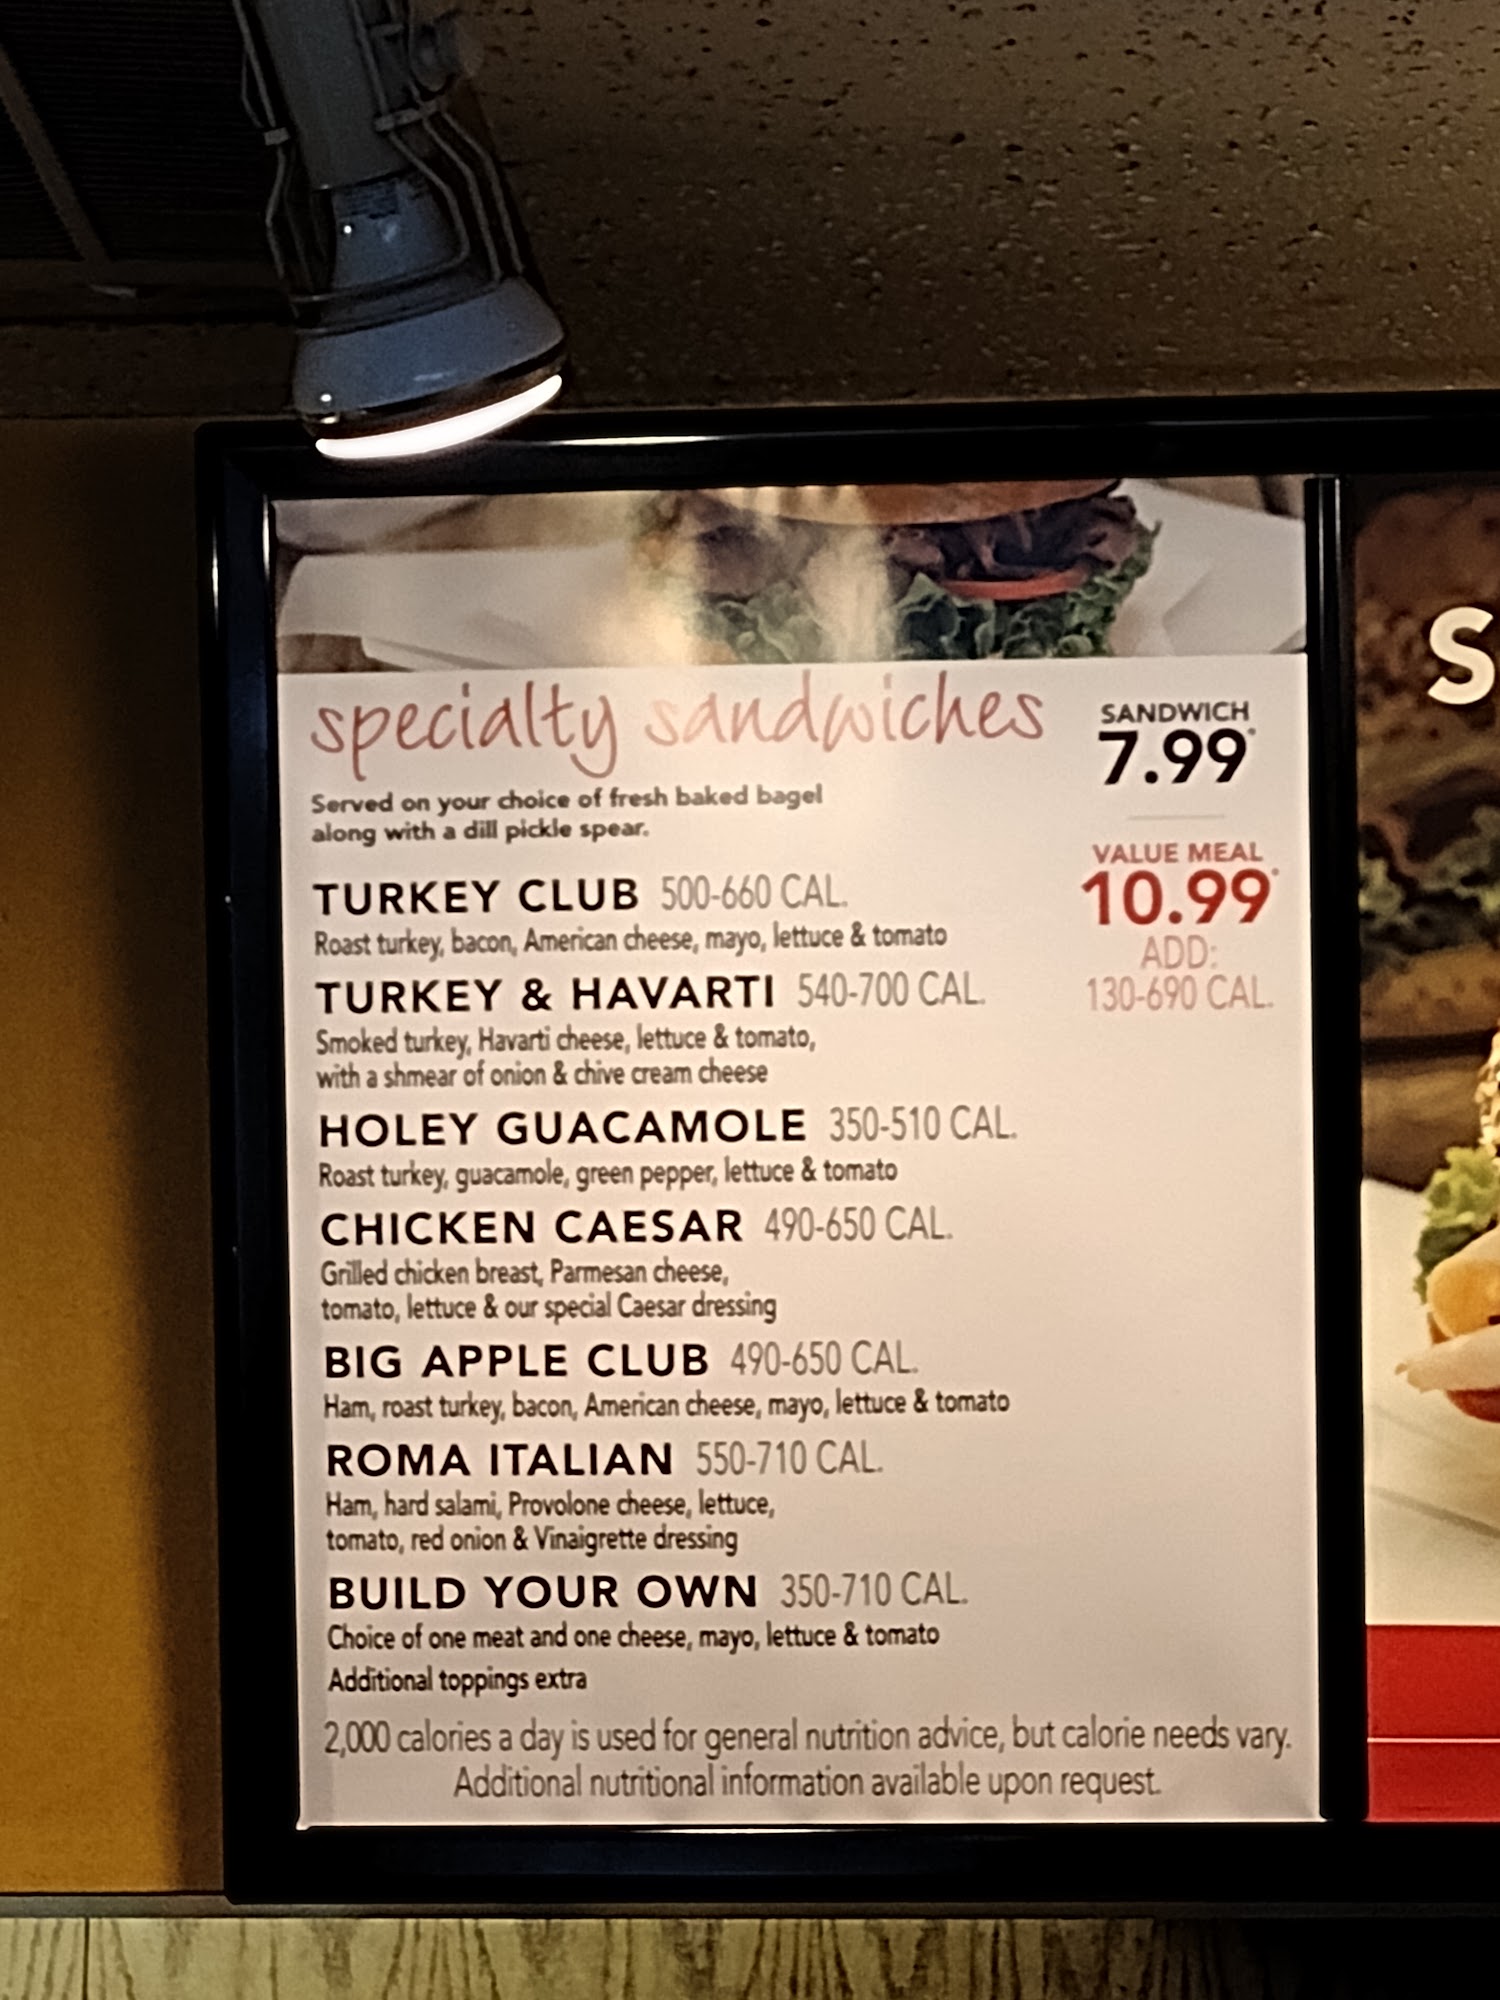 specialty sandwiches
Served on your choice of fresh baked bagel
along with a dill pickle spear.
SANDWICH
7.99*
VALUE MEAL
10.99*
ADD:
130-690 CAL.
TURKEY CLUB 500-660 CAL.
Roast turkey, bacon, American cheese, mayo, lettuce & tomato
TURKEY & HAVARTI 540-700 CAL.
Smoked turkey, Havarti cheese, lettuce & tomato,
with a shmear of onion & chive cream cheese
HOLEY GUACAMOLE 350-510 CAL.
Roast turkey, guacamole, green pepper, lettuce & tomato
CHICKEN CAESAR 490-650 CAL.
Grilled chicken breast, Parmesan cheese,
tomato, lettuce & our special Caesar dressing
BIG APPLE CLUB 490-650 CAL.
Ham, roast turkey, bacon, American cheese, mayo, lettuce & tomato
ROMA ITALIAN 550-710 CAL.
Ham, hard salami, Provolone cheese, lettuce,
tomato, red onion & Vinaigrette dressing
BUILD YOUR OWN 350-710 CAL.
Choice of one meat and one cheese, mayo, lettuce & tomato
Additional toppings extra
2,000 calories a day is used for general nutrition advice, but calorie needs vary.
Additional nutritional information available upon request.
S